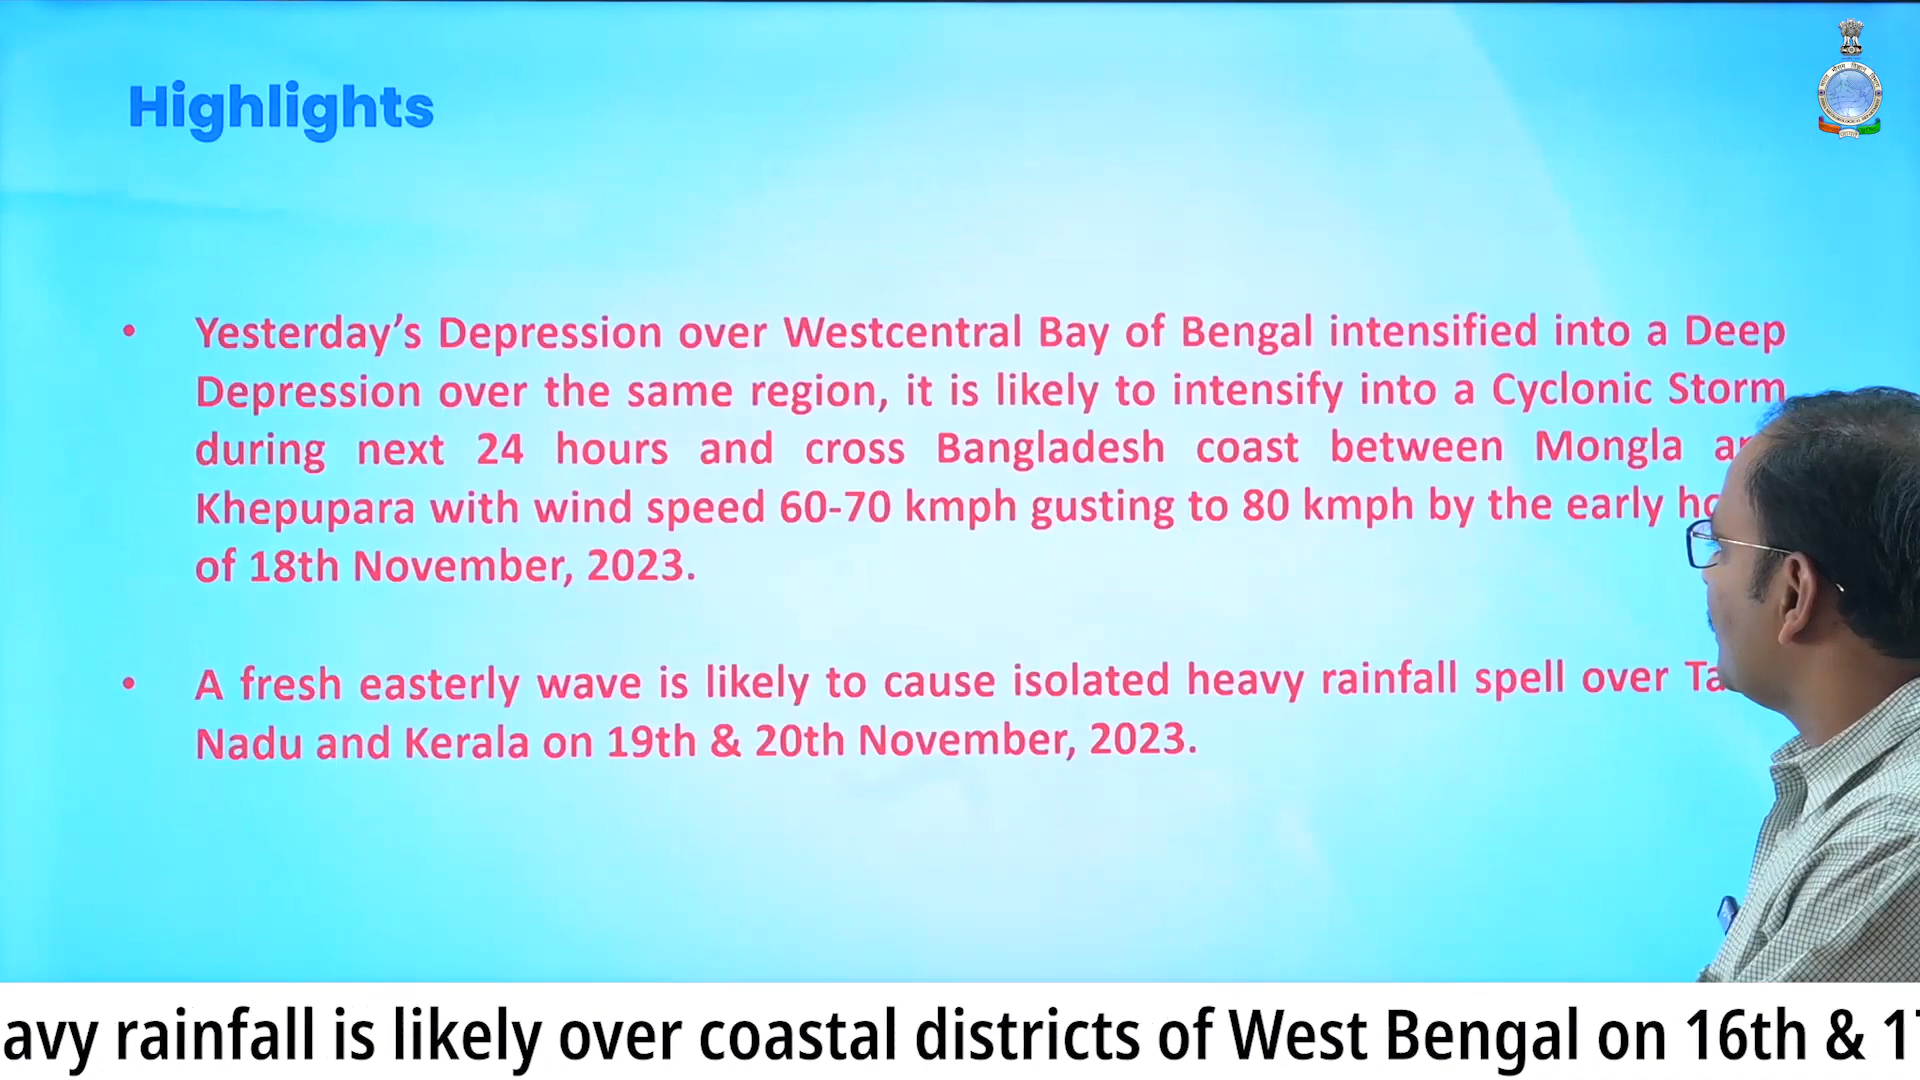 Highlights
• Yesterday’s Depression over Westcentral Bay of Bengal intensified into a Deep
Depression over the same region, it is likely to intensify into a Cyclonic Storm
during next 24 hours and cross Bangladesh coast between Mongla
Khepupara with wind speed 60-70 kmph gusting to 80 kmph by the early
of 18th November, 2023.
• A fresh easterly wave is likely to cause isolated heavy rainfall spell over
Nadu and Kerala on 19th & 20th November, 2023.
avy rainfall is likely over coastal districts of West Bengal on 16th &